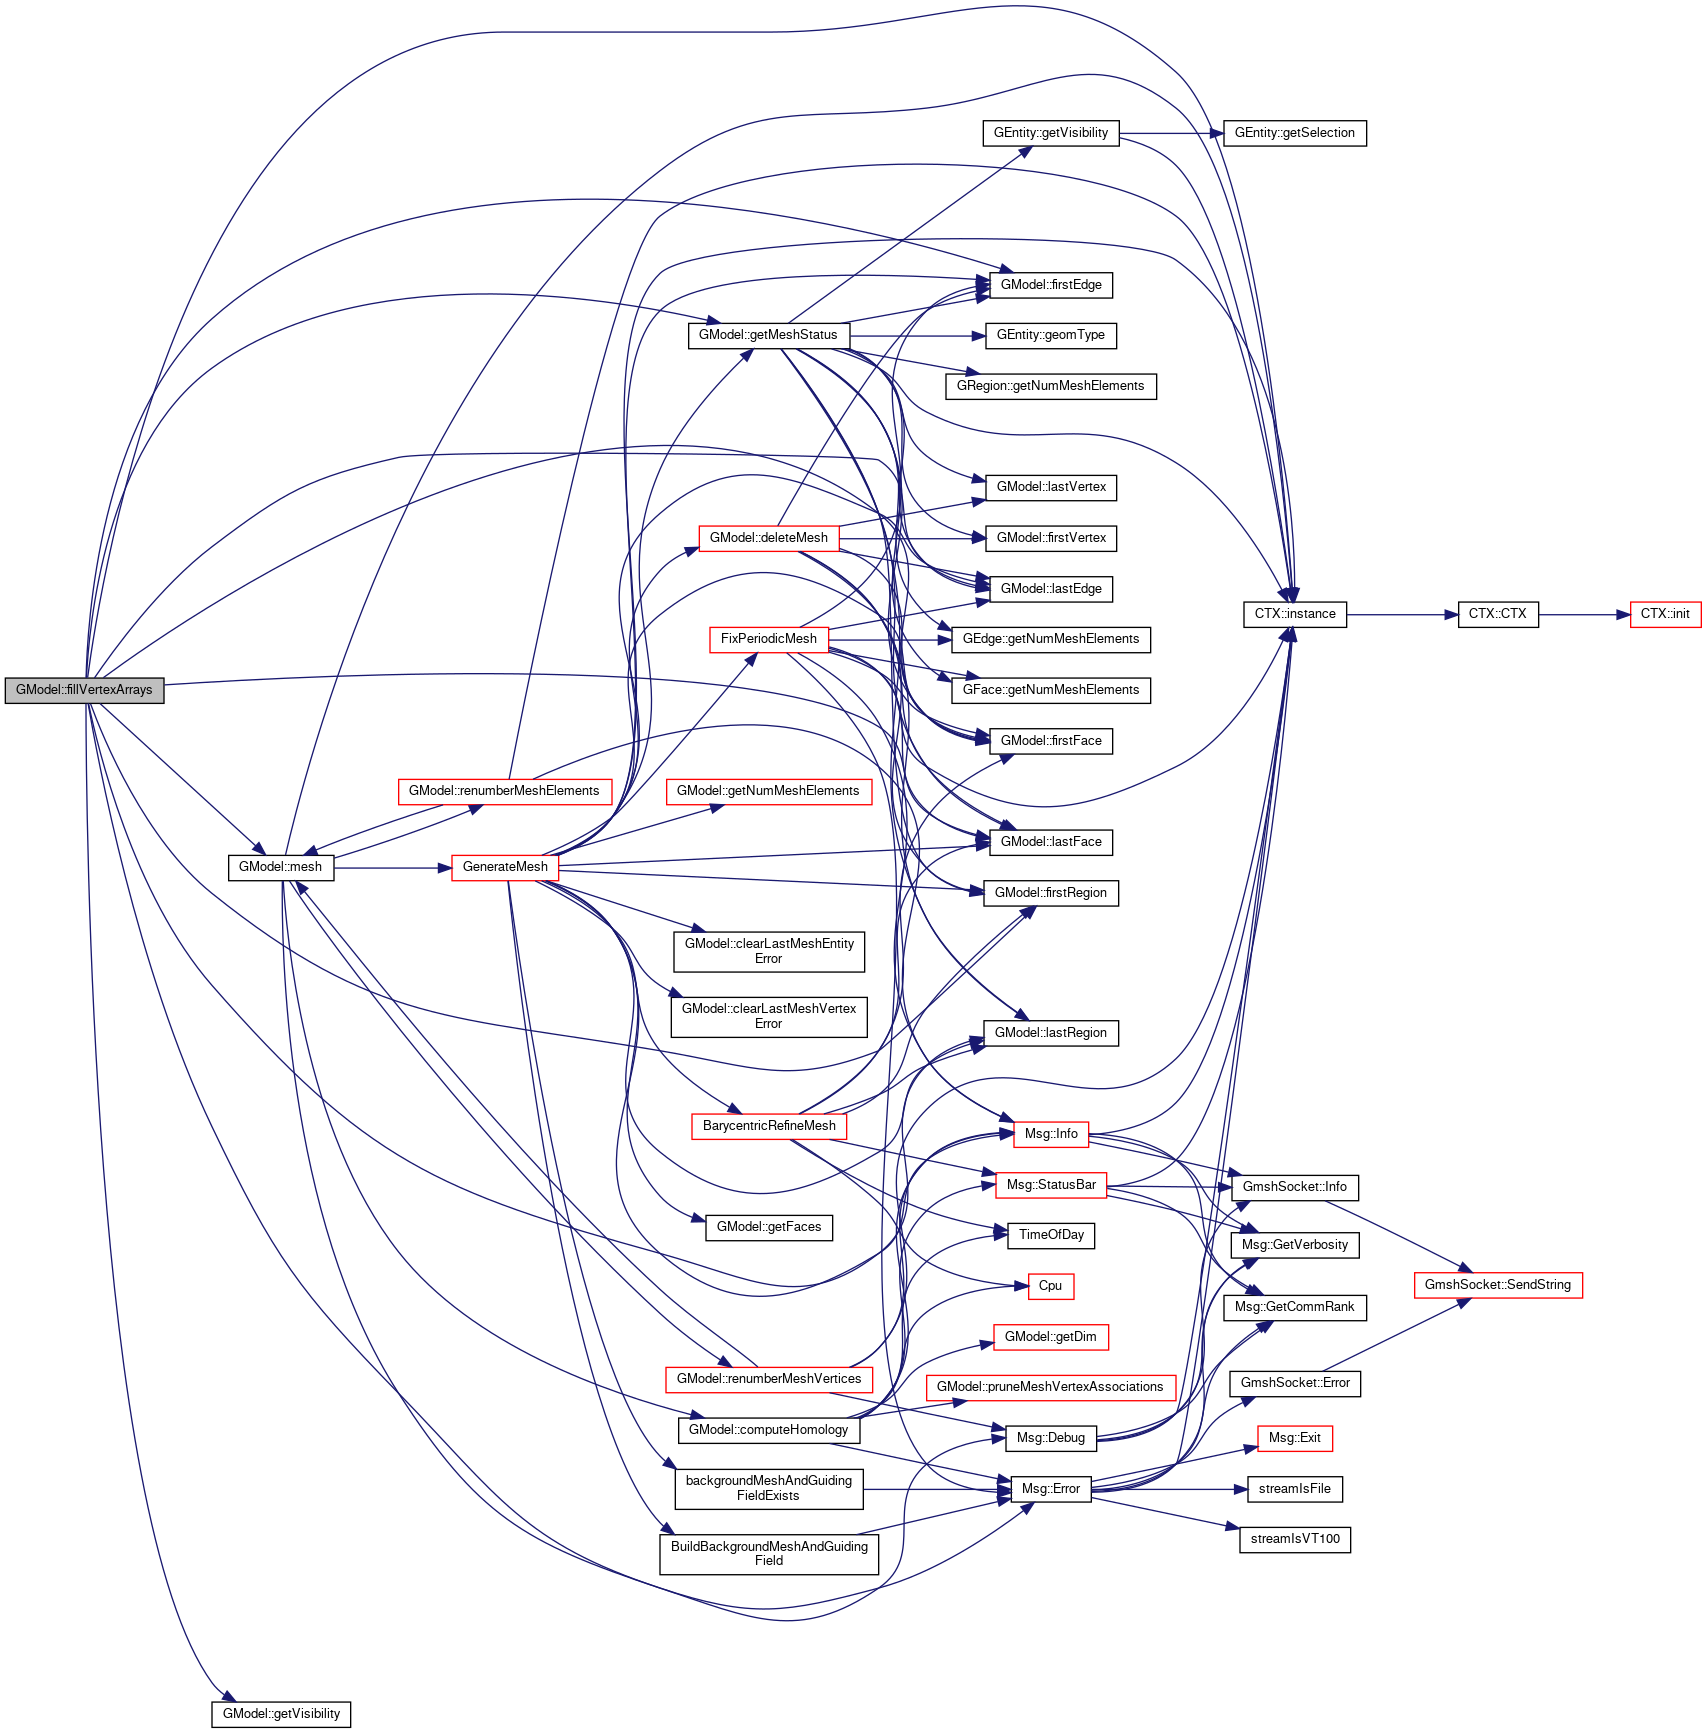 GModel::fillVertexArrays
GModel::mesh
GModel::getVisibility
GModel::renumberMeshElements
GenerateMesh
GModel::getMeshStatus
GModel::deleteMesh
FixPeriodicMesh
GModel::getNumMeshElements
GModel::clearLastMeshEntity
Error
GModel::clearLastMeshVertex
Error
BarycentricRefineMesh
GModel::getFaces
GModel::renumberMeshVertices
GModel::computeHomology
backgroundMeshAndGuiding
FieldExists
BuildBackgroundMeshAndGuiding
Field
GEntity::getVisibility
GModel::firstEdge
GEntity::geomType
GRegion::getNumMeshElements
GModel::lastVertex
GModel::firstVertex
GModel::lastEdge
GEdge::getNumMeshElements
GFace::getNumMeshElements
GModel::firstFace
GModel::lastFace
GModel::firstRegion
GModel::lastRegion
Msg::Info
Msg::StatusBar
TimeOfDay
Cpu
GModel::getDim
GModel::pruneMeshVertexAssociations
Msg::Debug
Msg::Error
GEntity::getSelection
CTX::instance
GmshSocket::Info
Msg::GetVerbosity
Msg::GetCommRank
GmshSocket::Error
Msg::Exit
streamIsFile
streamIsVT100
CTX::CTX
GmshSocket::SendString
CTX::init